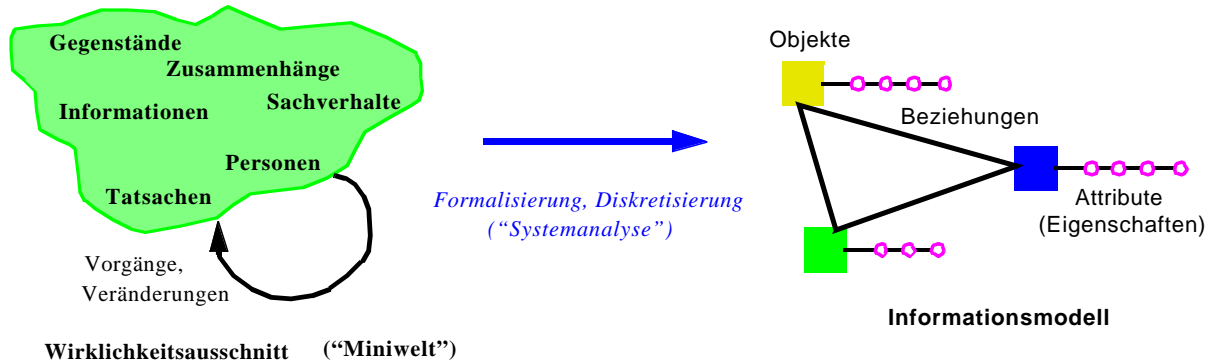 Gegenstände
Zusammenhänge
Informationen
Sachverhalte
Personen
Tatsachen
Vorgänge,
Veränderungen
Wirklichkeitsausschnitt (“Miniwelt”)
Formalisierung, Diskretisierung
(“Systemanalyse”)
Objekte
Beziehungen
Attribute
(Eigenschaften)
Informationsmodell